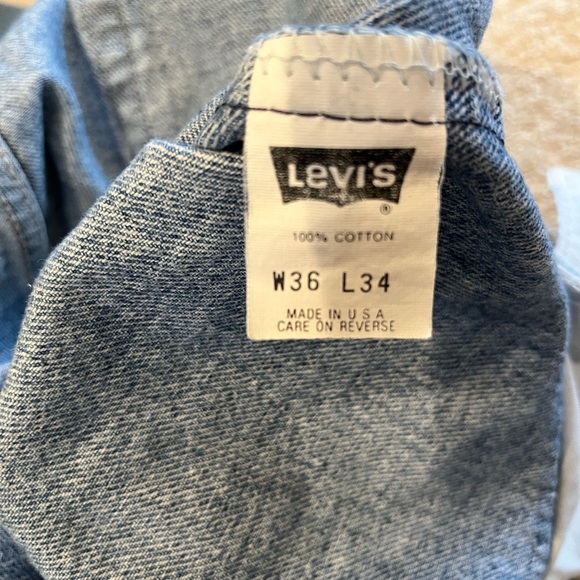 Levi's
®
100% COTTON
W36 L34
MADE IN U S A
CARE ON REVERSE